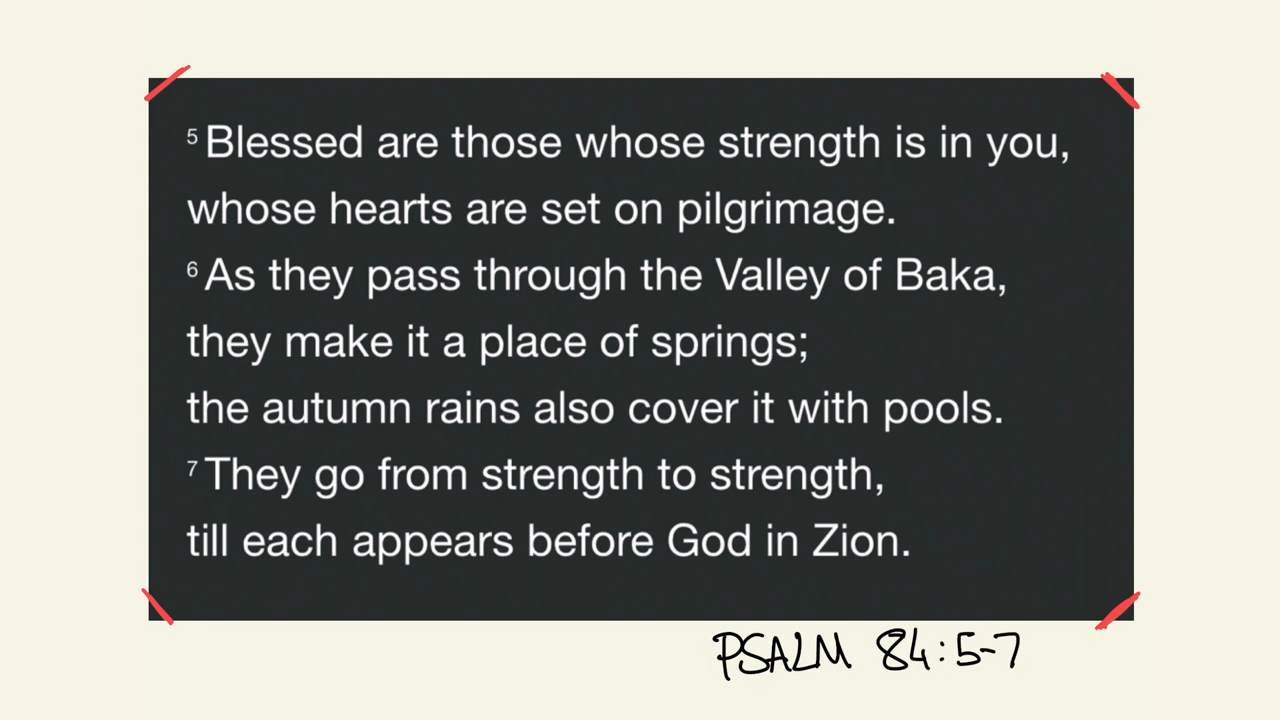 5 Blessed are those whose strength is in you,
whose hearts are set on pilgrimage.
6 As they pass through the Valley of Baka,
they make it a place of springs;
the autumn rains also cover it with pools.
7 They go from strength to strength,
till each appears before God in Zion.
PSALM 84:5-7